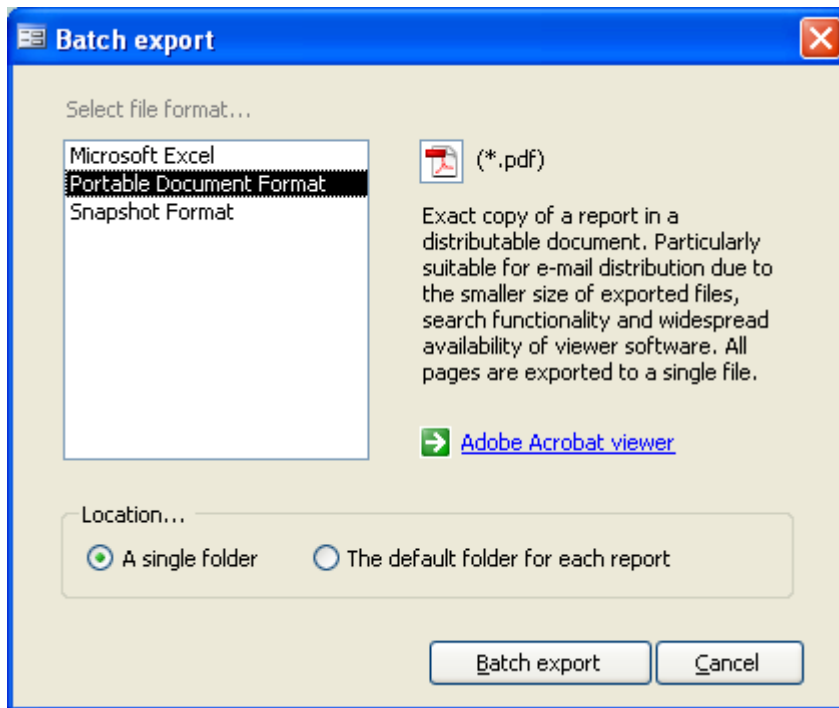 Batch export
Select file format...
Microsoft Excel
Portable Document Format
Snapshot Format
(*.pdf)
Exact copy of a report in a
distributable document. Particularly
suitable for e-mail distribution due to
the smaller size of exported files,
search functionality and widespread
availability of viewer software. All
pages are exported to a single file.
Adobe Acrobat viewer
Location...
A single folder
The default folder for each report
Batch export
Cancel